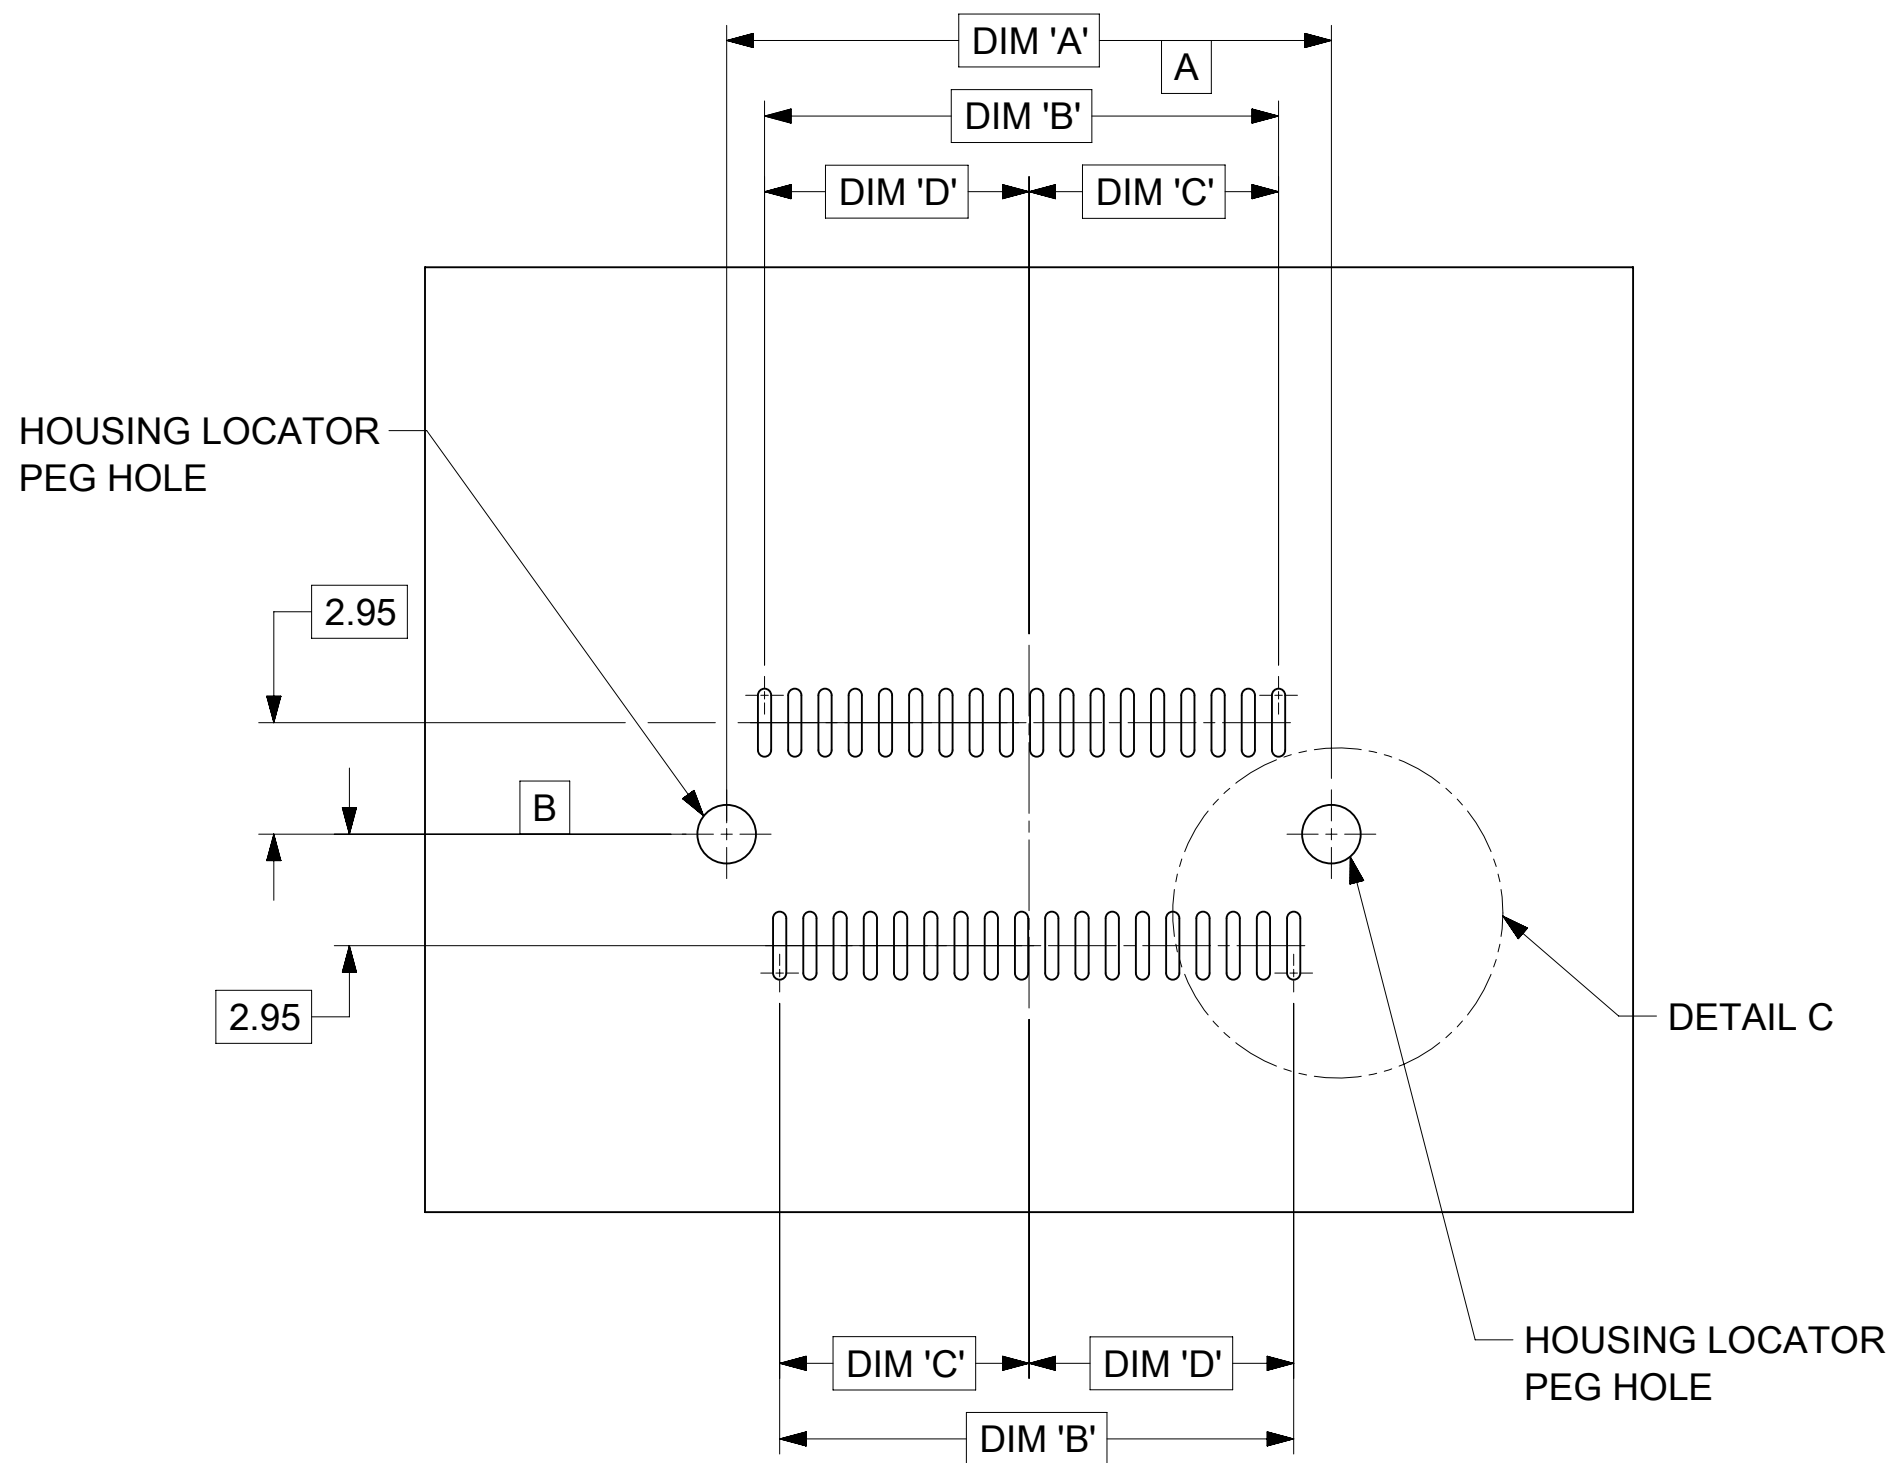 DIM 'A'
A
DIM 'B'
DIM 'D'
DIM 'C'
HOUSING LOCATOR
PEG HOLE
2.95
B
2.95
DETAIL C
HOUSING LOCATOR
PEG HOLE
DIM 'C'
DIM 'D'
DIM 'B'